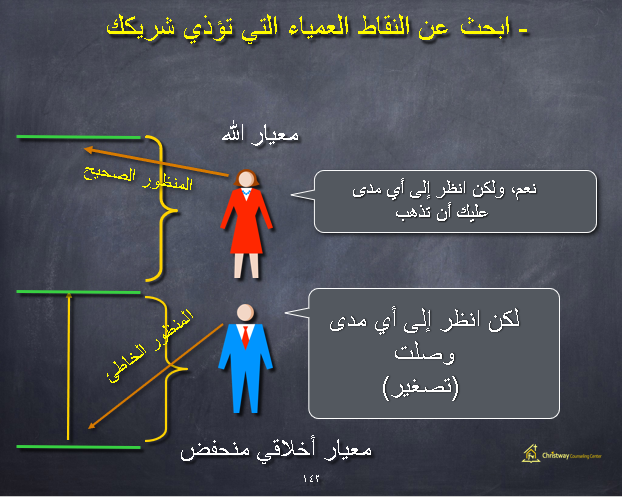 - ابحث عن النقاط العمياء التي تؤذي شريكك
معيار الله
المنظور الصحيح
نعم، ولكن انظر إلى أي مدى
عليك أن تذهب
المنظور الخاطئ
لكن انظر إلى أي مدى
وصلت
(تصغير)
معيار أخلاقي منحفض
Christway Counseling Center
١٤٢